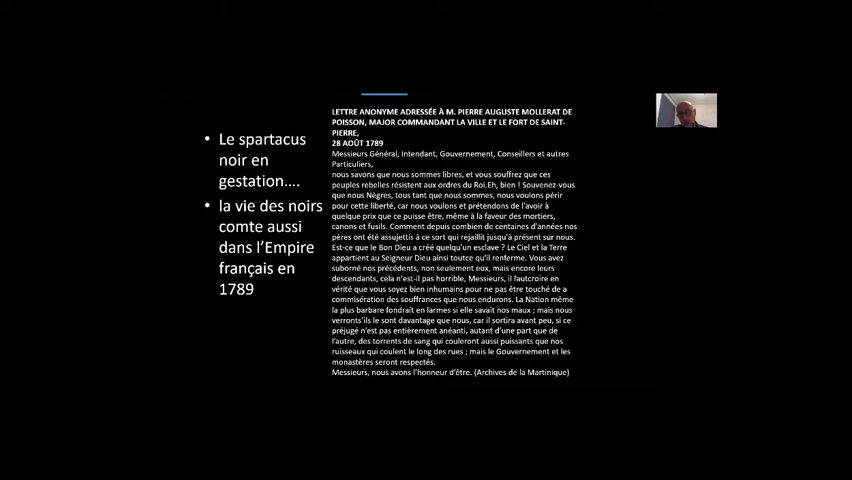 • Le spartacus
noir en
gestation....
• la vie des noirs
comte aussi
dans l'Empire
français en
1789
LETTRE ANONYME ADRESSÉE À M. PIERRE AUGUSTE MOLLERAT DE
POISSON, MAJOR COMMANDANT LA VILLE ET LE FORT DE SAINT-
PIERRE,
28 AOÛT 1789
Messieurs Général, Intendant, Gouvernement, Conseillers et autres
Particuliers,
nous savons que nous sommes libres, et vous souffrez que ces
peuples rebelles résistent aux ordres du Roi.Eh, bien ! Souvenez-vous
que nous Nègres, tous tant que nous sommes, nous voulons périr
pour cette liberté, car nous voulons et prétendons de l'avoir à
quelque prix que ce puisse être, même à la faveur des mortiers,
canons et fusils. Comment depuis combien de centaines d'années nos
pères ont été assujettis à ce sort qui rejaillit jusqu'à présent sur nous.
Est-ce que le Bon Dieu a créé quelqu'un esclave ? Le Ciel et la Terre
appartient au Seigneur Dieu ainsi toutce qu'il renferme. Vous avez
suborné nos précédents, non seulement eux, mais encore leurs
descendants, cela n'est-il pas horrible, Messieurs, il fautcroire en
vérité que vous soyez bien inhumains pour ne pas être touché de a
commisération des souffrances que nous endurons. La Nation même
la plus barbare fondrait en larmes si elle savait nos maux ; mais nous
verronts'ils le sont davantage que nous, car il sortira avant peu, si ce
préjugé n'est pas entièrement anéanti, autant d'une part que de
l'autre, des torrents de sang qui couleront aussi puissants que nos
ruisseaux qui coulent le long des rues ; mais le Gouvernement et les
monastères seront respectés.
Messieurs, nous avons l'honneur d'être. (Archives de la Martinique)